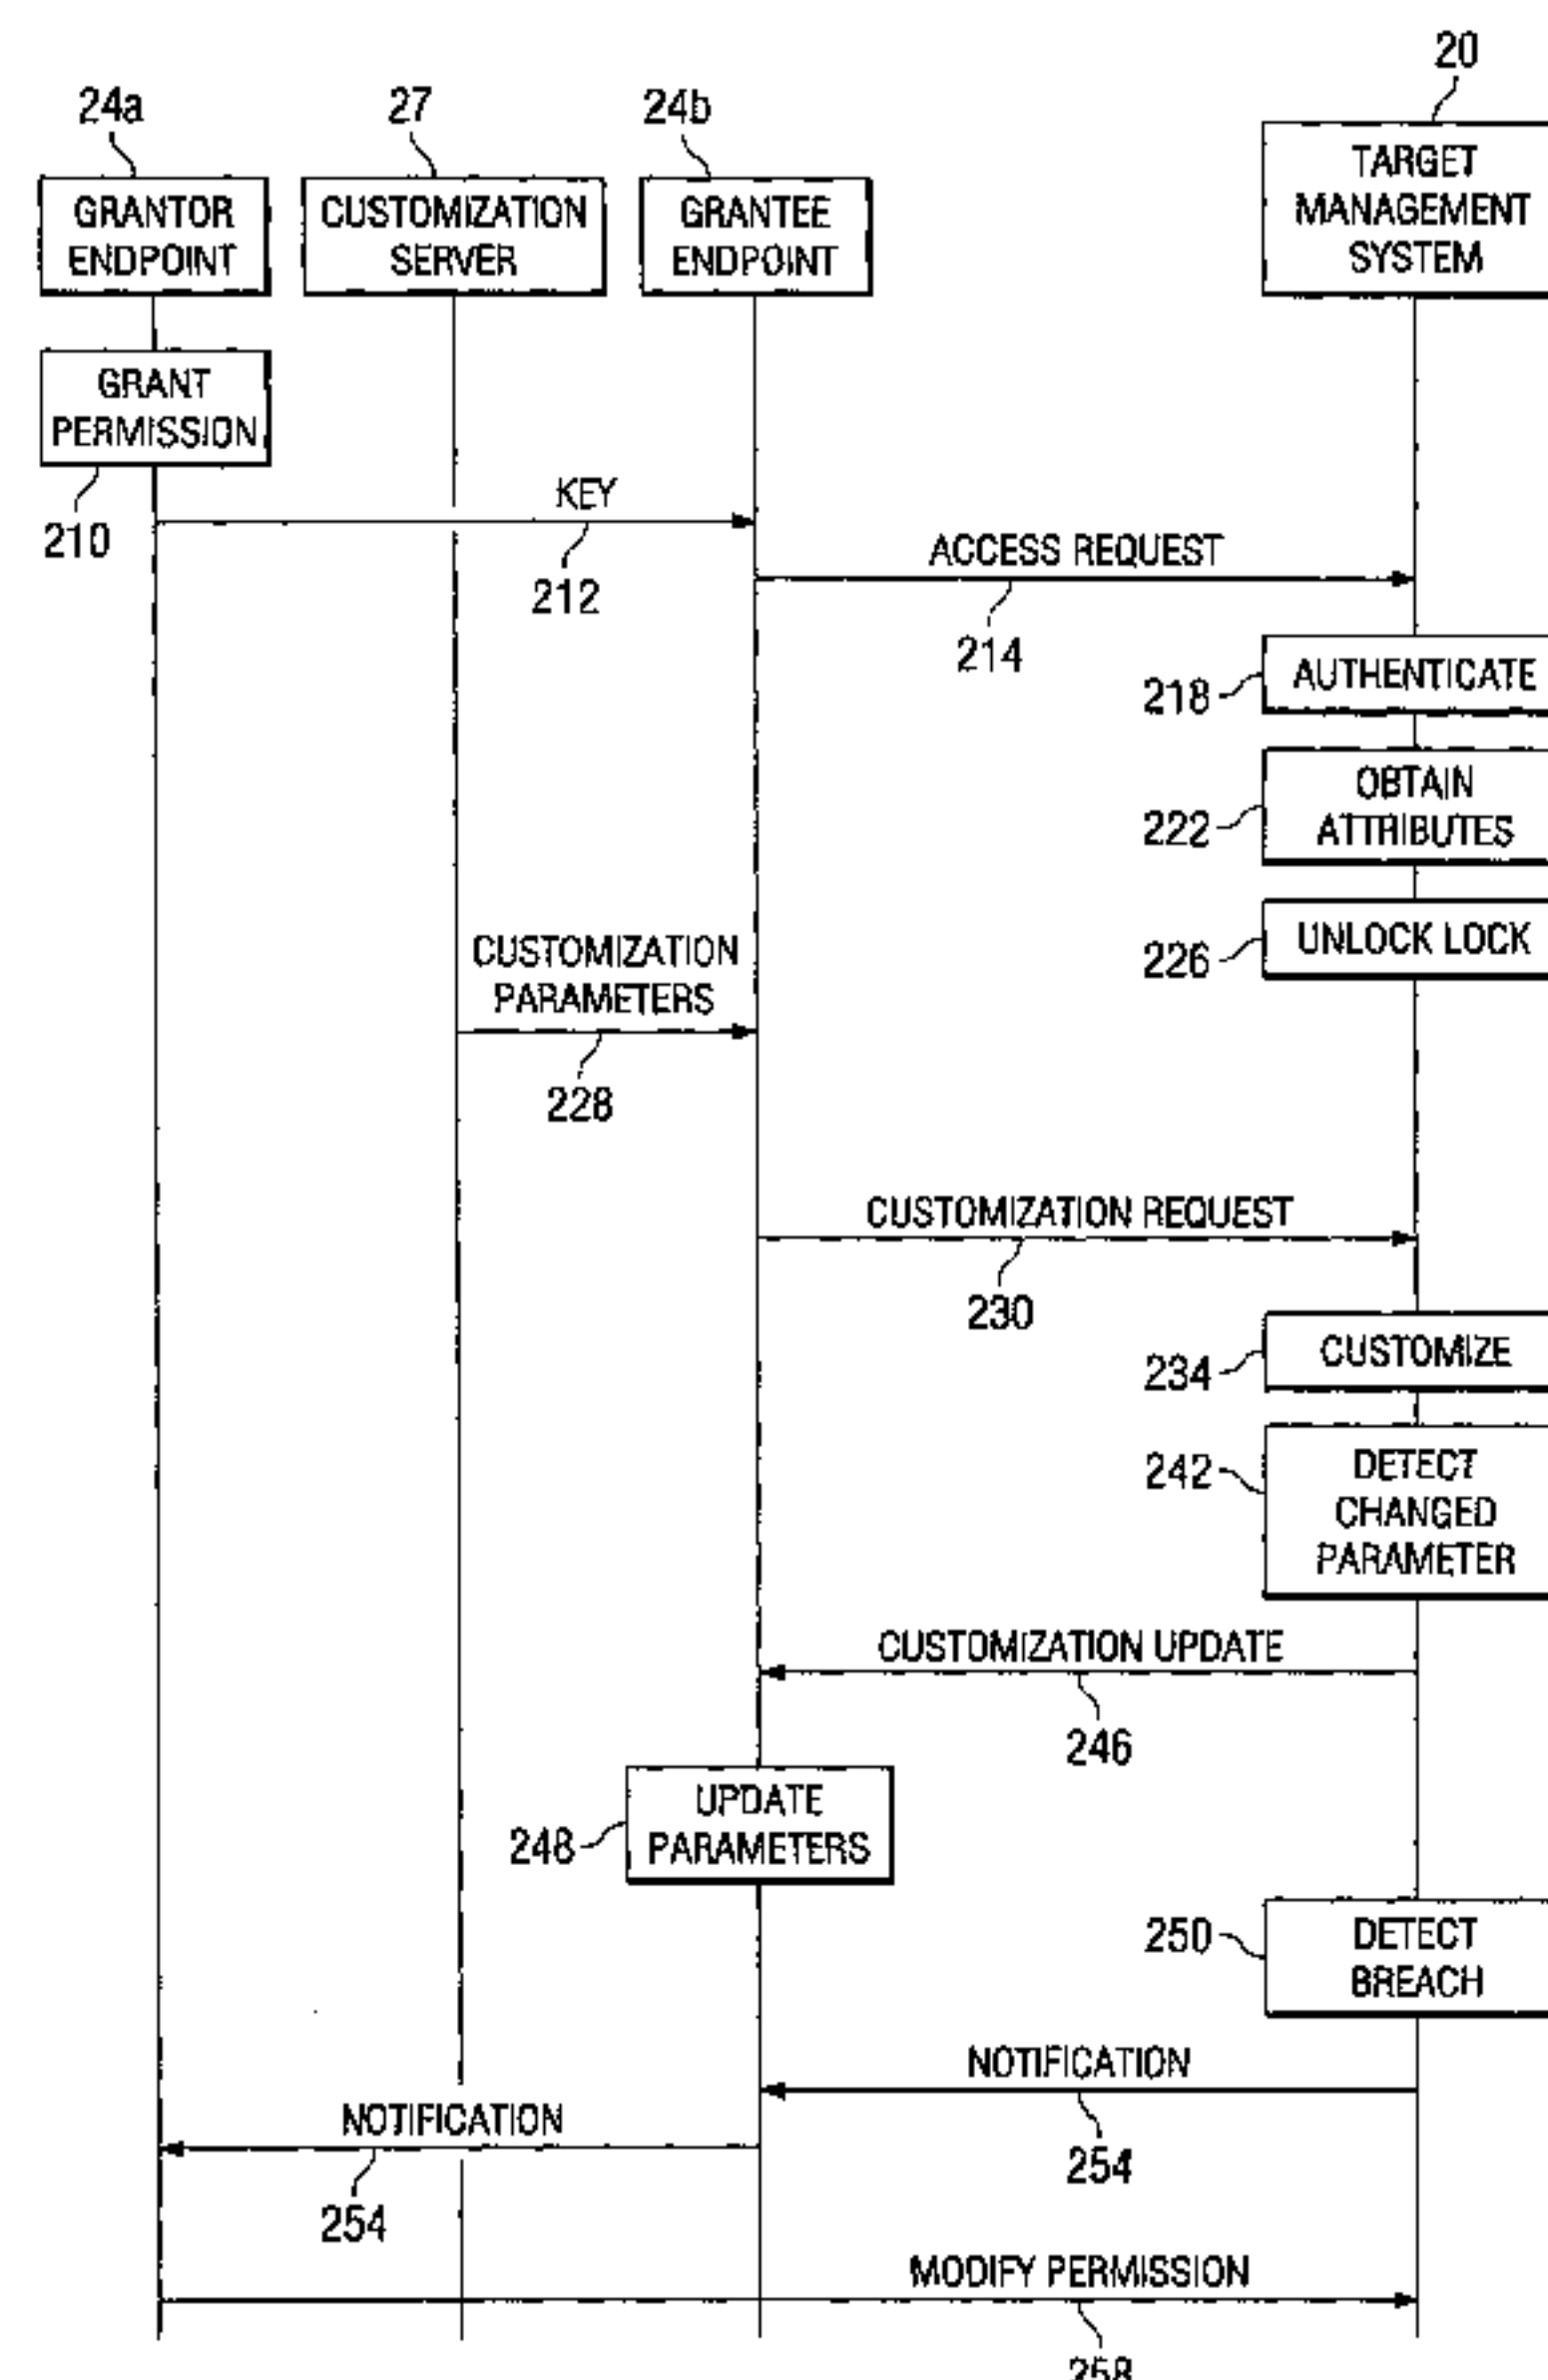 20
24a
27
24b
TARGET
MANAGEMENT
SYSTEM
GRANTOR
ENDPOINT
CUSTOMIZATION
SERVER
GRANTEE
ENDPOINT
GRANT
PERMISSION
210
KEY
212
ACCESS REQUEST
214
218
AUTHENTICATE
222
OBTAIN
ATTRIBUTES
226
UNLOCK LOCK
CUSTOMIZATION
PARAMETERS
228
CUSTOMIZATION REQUEST
230
234
CUSTOMIZE
242
DETECT
CHANGED
PARAMETER
CUSTOMIZATION UPDATE
246
248
UPDATE
PARAMETERS
250
DETECT
BREACH
NOTIFICATION
254
NOTIFICATION
254
MODIFY PERMISSION
258